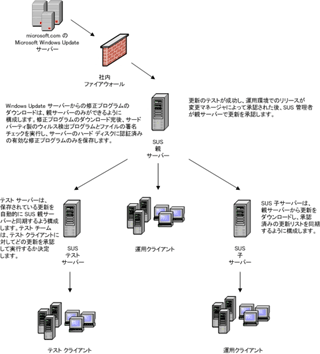 microsoft.com の
Microsoft Windows Update
サーバー
社内
ファイアウォール
Windows Update サーバーからの修正プログラムの
ダウンロードは、親サーバーのみができるように
構成します。修正プログラムのダウンロード完後、サード
パーティ製のウィルス検出プログラムとファイルの署名
チェックを実行し、サーバーのハード ディスクに認証済み
の有効な修正プログラムのみを保存します。
SUS
親
サーバー
更新のテストが成功し、運用環境でのリリースが
変更マネージャによって承認された後、SUS 管理者
が親サーバーで更新を承認します。
テスト サーバーは、
保存されている更新を
自動的に SUS 親サーバ
ーと同期するよう構成
します。テスト チーム
は、テスト クライアントに
対してどの更新を承認
して実行するか決定
します。
SUS
テスト
サーバー
運用クライアント
SUS
子
サーバー
SUS 子サーバーは、
親サーバーから更新を
ダウンロードし、承認
済みの更新リストを同期
するように構成します。
テスト クライアント
運用クライアント